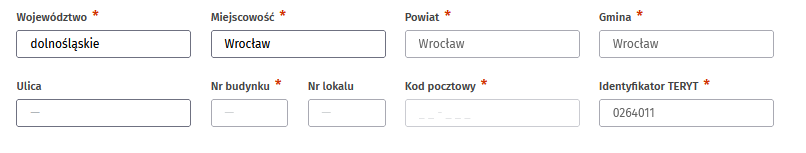 Województwo * Miejscowość * Powiat * Gmina *
dolnośląskie Wrocław Wrocław Wrocław
Ulica Nr budynku * Nr lokalu Kod pocztowy * Identyfikator TERYT *
— — — _ _ - _ _ _ 0264011